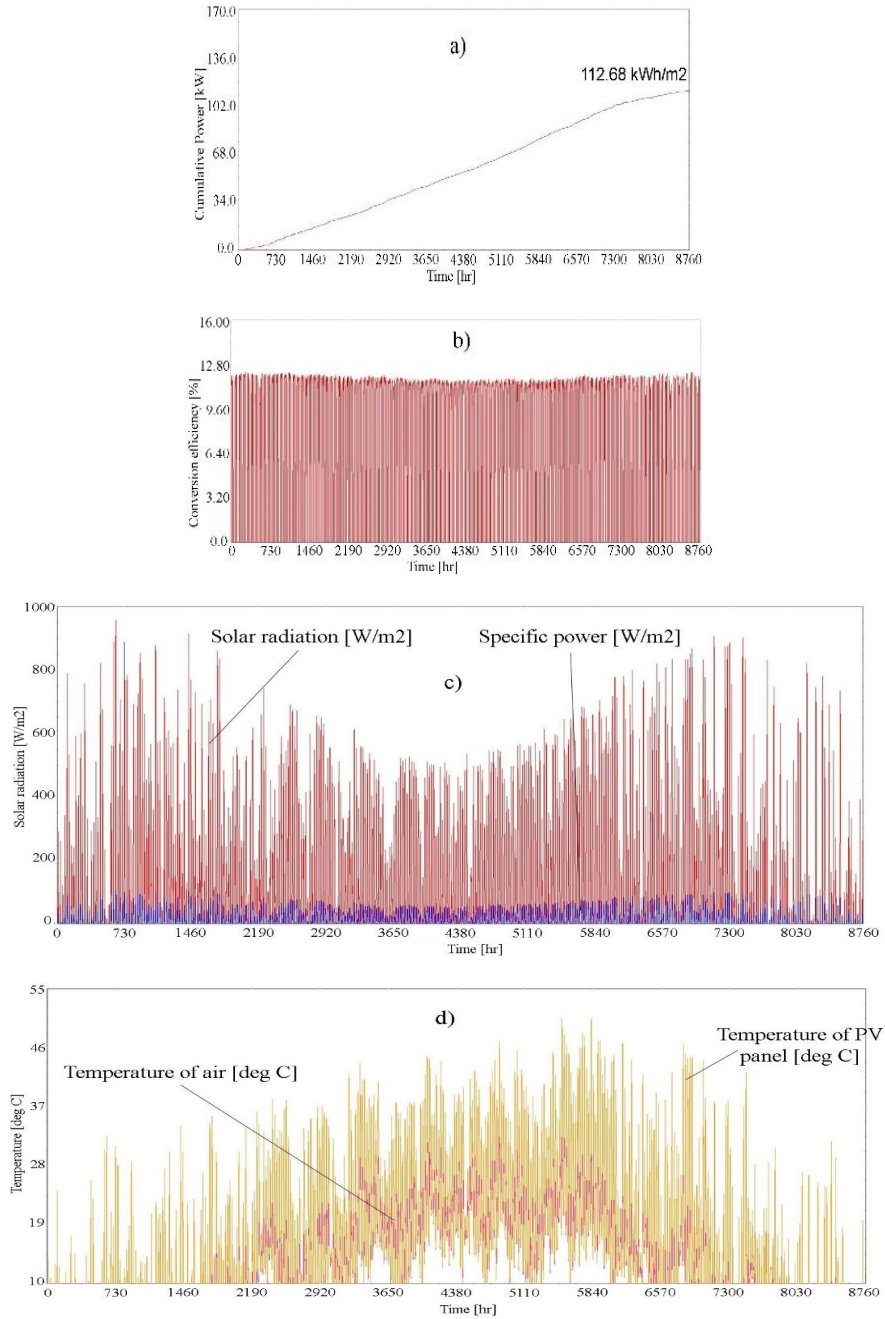 a)
112.68 kWh/m2
Cumulative Power [kW]
170.0
136.0
102.0
68.0
34.0
0.0
0 730 1460 2190 2920 3650 4380 5110 5840 6570 7300 8030 8760
Time [hr]
b)
Conversion efficiency [%]
16.00
12.80
9.60
6.40
3.20
0.0
0 730 1460 2190 2920 3650 4380 5110 5840 6570 7300 8030 8760
Time [hr]
Solar radiation [W/m2] Specific power [W/m2]
c)
Solar radiation [W/m2]
1000
800
600
400
200
0
0 730 1460 2190 2920 3650 4380 5110 5840 6570 7300 8030 8760
Time [hr]
d)
Temperature of PV
panel [deg C]
Temperature of air [deg C]
Temperature [deg C]
55
46
37
28
19
10
0 730 1460 2190 2920 3650 4380 5110 5840 6570 7300 8030 8760
Time [hr]